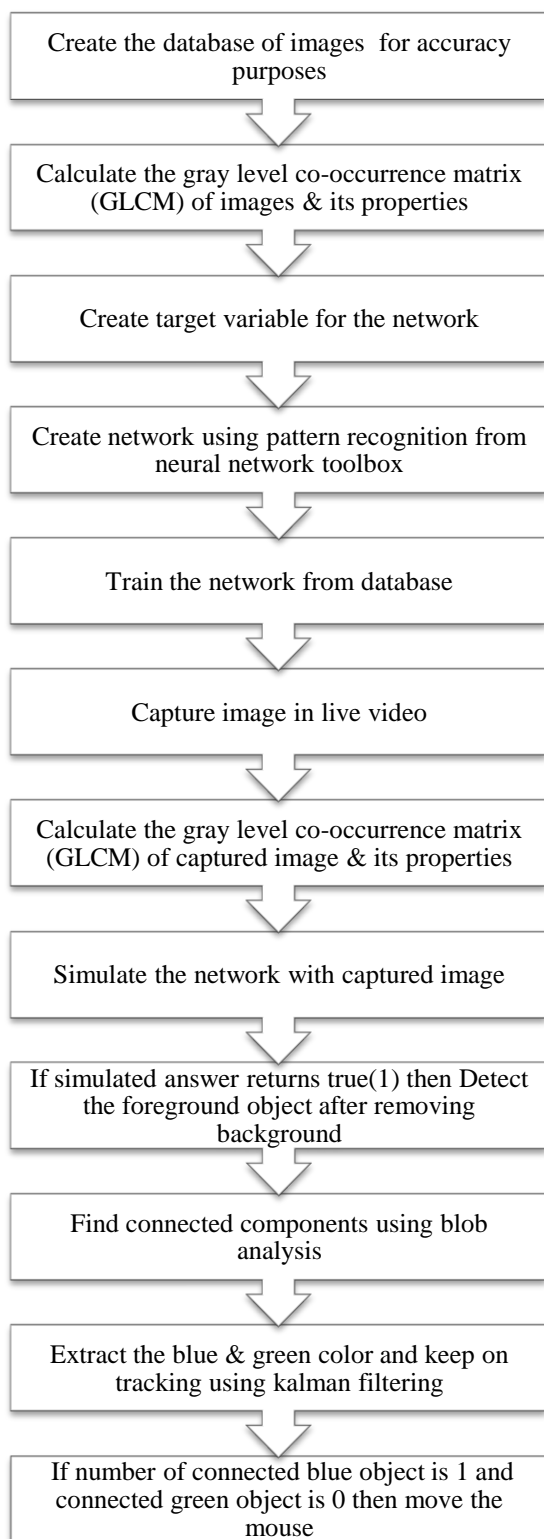 Create the database of images for accuracy
purposes
Calculate the gray level co-occurrence matrix
(GLCM) of images & its properties
Create target variable for the network
Create network using pattern recognition from
neural network toolbox
Train the network from database
Capture image in live video
Calculate the gray level co-occurrence matrix
(GLCM) of captured image & its properties
Simulate the network with captured image
If simulated answer returns true(1) then Detect
the foreground object after removing
background
Find connected components using blob
analysis
Extract the blue & green color and keep on
tracking using kalman filtering
If number of connected blue object is 1 and
connected green object is 0 then move the
mouse